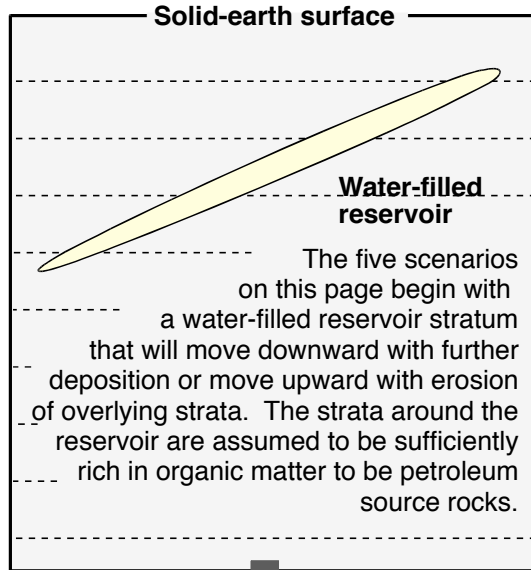 Solid-earth surface
Water-filled
reservoir
The five scenarios
on this page begin with
a water-filled reservoir stratum
that will move downward with further
deposition or move upward with erosion
of overlying strata.  The strata around the
reservoir are assumed to be sufficiently
rich in organic matter to be petroleum
source rocks.